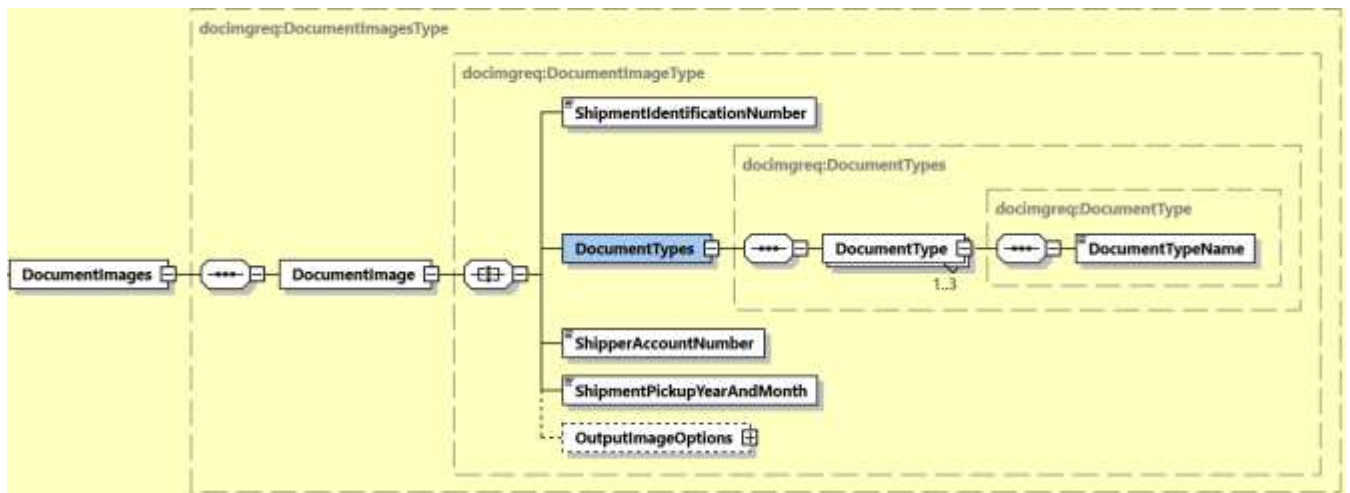 docimgreq:DocumentImagesType
docimgreq:DocumentImageType
ShipmentIdentificationNumber
docimgreq:DocumentTypes
docimgreq:DocumentType
DocumentTypes
DocumentType
DocumentTypeName
DocumentImages
DocumentImage
1..3
ShipperAccountNumber
ShipmentPickupYearAndMonth
OutputImageOptions